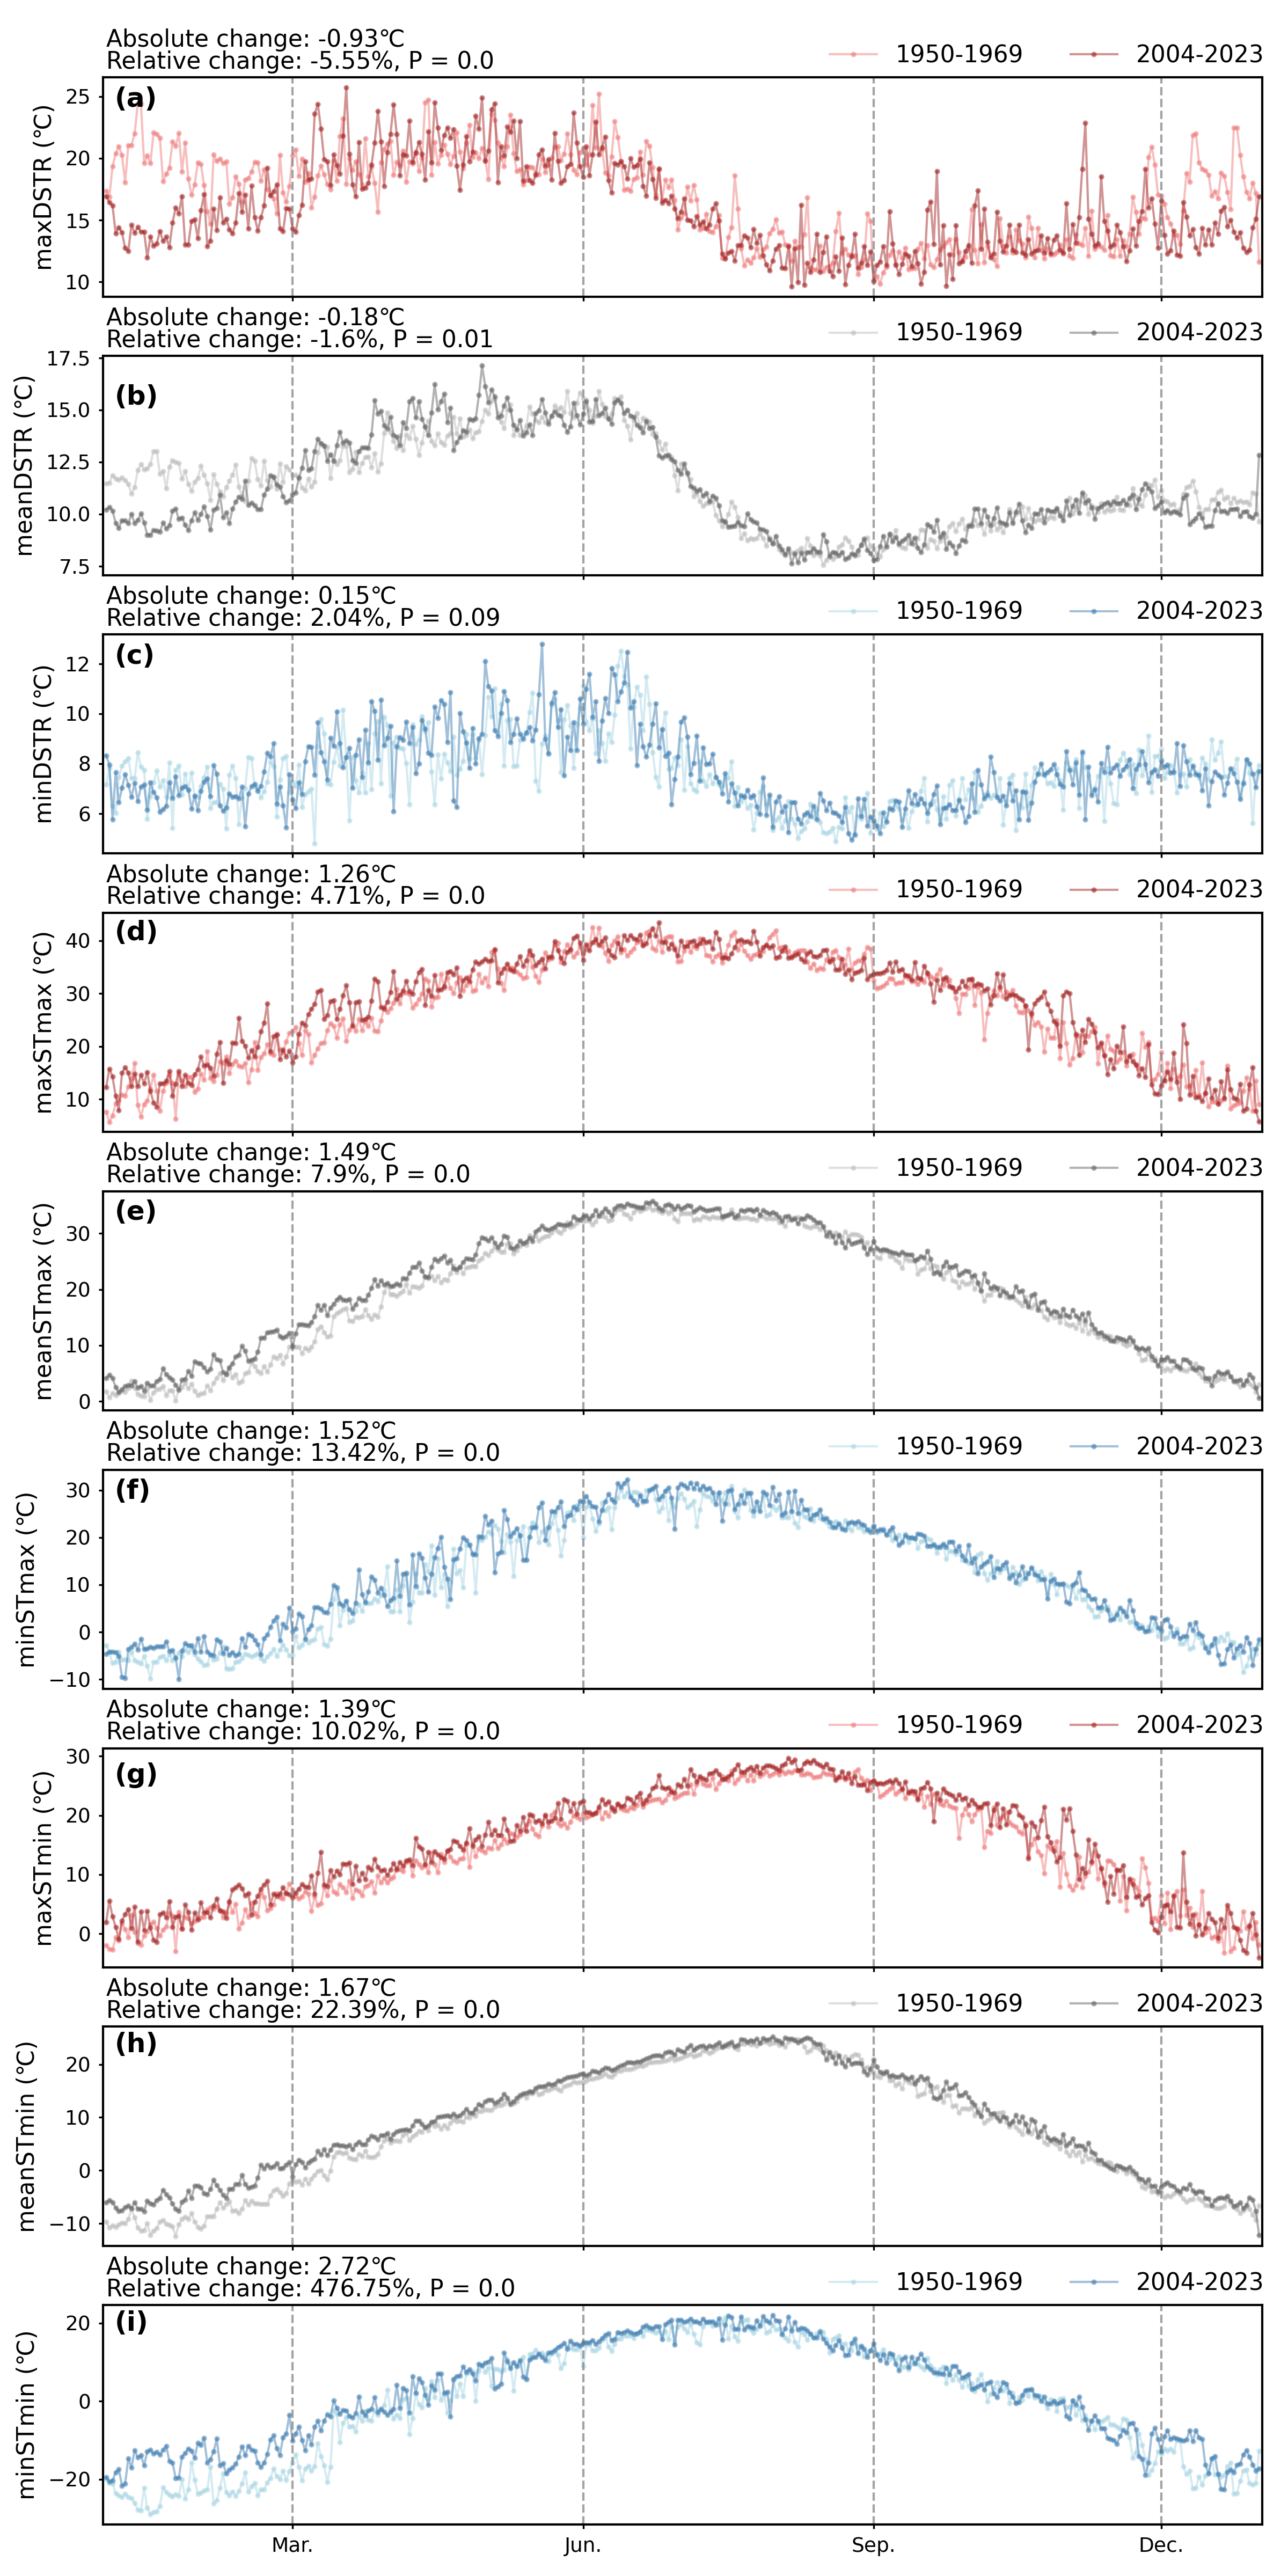 Absolute change: -0.93℃
Relative change: -5.55%, P = 0.0
1950-1969 2004-2023
(a)
maxDSTR (℃)
25
20
15
10
Absolute change: -0.18℃
Relative change: -1.6%, P = 0.01
1950-1969 2004-2023
(b)
meanDSTR (℃)
17.5
15.0
12.5
10.0
7.5
Absolute change: 0.15℃
Relative change: 2.04%, P = 0.09
1950-1969 2004-2023
(c)
minDSTR (℃)
12
10
8
6
Absolute change: 1.26℃
Relative change: 4.71%, P = 0.0
1950-1969 2004-2023
(d)
maxSTmax (℃)
40
30
20
10
Absolute change: 1.49℃
Relative change: 7.9%, P = 0.0
1950-1969 2004-2023
(e)
meanSTmax (℃)
30
20
10
0
Absolute change: 1.52℃
Relative change: 13.42%, P = 0.0
1950-1969 2004-2023
(f)
minSTmax (℃)
30
20
10
0
−10
Absolute change: 1.39℃
Relative change: 10.02%, P = 0.0
1950-1969 2004-2023
(g)
maxSTmin (℃)
30
20
10
0
Absolute change: 1.67℃
Relative change: 22.39%, P = 0.0
1950-1969 2004-2023
(h)
meanSTmin (℃)
20
10
0
−10
Absolute change: 2.72℃
Relative change: 476.75%, P = 0.0
1950-1969 2004-2023
(i)
minSTmin (℃)
20
0
−20
Mar. Jun. Sep. Dec.